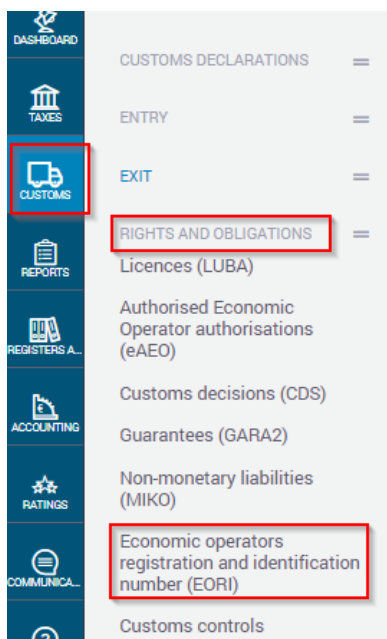 DASHBOARD
TAXES
CUSTOMS
REPORTS
REGISTERS A...
ACCOUNTING
RATINGS
COMMUNICA...
CUSTOMS DECLARATIONS
ENTRY
EXIT
RIGHTS AND OBLIGATIONS
Licences (LUBA)
Authorised Economic
Operator authorisations
(eAEO)
Customs decisions (CDS)
Guarantees (GARA2)
Non-monetary liabilities
(MIKO)
Economic operators
registration and identification
number (EORI)
Customs controls